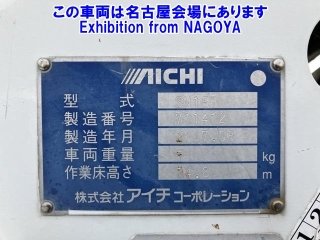 この車両は名古屋会場にあります
Exhibition from NAGOYA
AICHI
型 式
製造番号
製造年月
車両重量 kg
作業床高さ m
株式会社 アイチコーポレーション
12